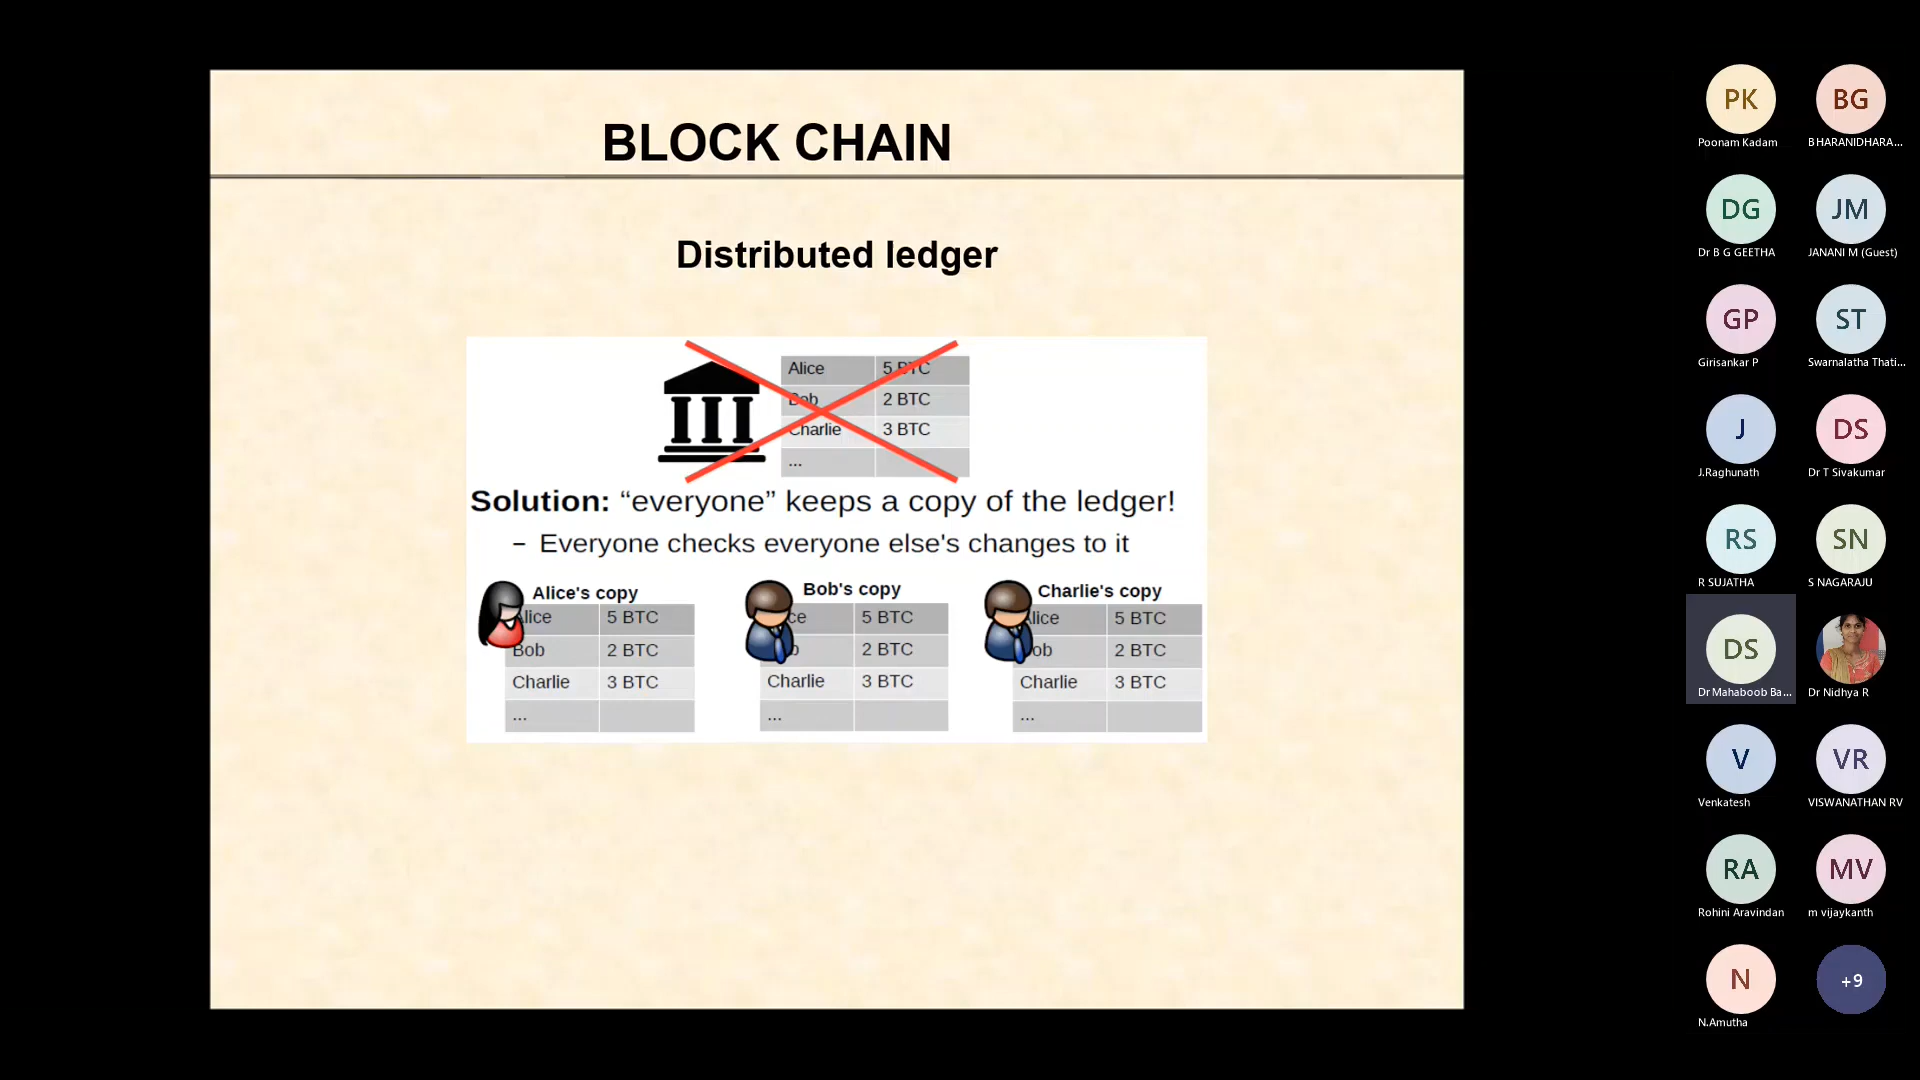 BLOCK CHAIN
Distributed ledger
Alice 5 BTC
Bob 2 BTC
Charlie 3 BTC
...
Solution: “everyone” keeps a copy of the ledger!
– Everyone checks everyone else's changes to it
Alice's copy
Alice 5 BTC
Bob 2 BTC
Charlie 3 BTC
...
Bob's copy
ce 5 BTC
b 2 BTC
Charlie 3 BTC
...
Charlie's copy
lice 5 BTC
ob 2 BTC
Charlie 3 BTC
...
PK BG
Poonam Kadam BHARANIDHARA...
DG JM
Dr B G GEETHA JANANI M (Guest)
GP ST
Girisankar P Swarnalatha Thati...
J DS
J.Raghunath Dr T Sivakumar
RS SN
R SUJATHA S NAGARAJU
DS
Dr Mahaboob Ba... Dr Nidhya R
V VR
Venkatesh VISWANATHAN RV
RA MV
Rohini Aravindan m vijaykanth
N +9
N.Amutha